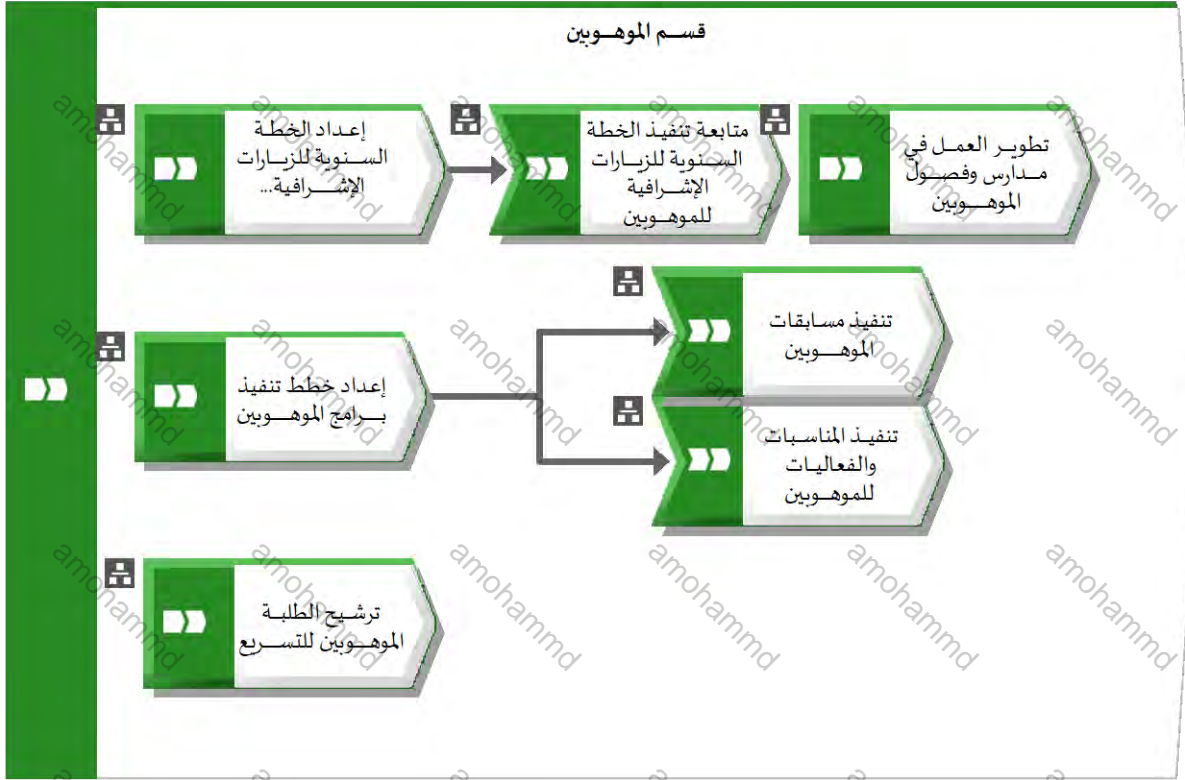 قسم الموهوبين
إعداد الخطة
السنوية للزيارات
الإشرافية...
متابعة تنفيذ الخطة
السنوية للزيارات
الإشرافية
للموهوبين
تطوير العمل في
مدارس وفصول
الموهوبين
تنفيذ مسابقات
الموهوبين
إعداد خطط تنفيذ
برامج الموهوبين
تنفيذ المناسبات
والفعاليات
للموهوبين
ترشيح الطلبة
الموهوبين للتسريع
amohammd